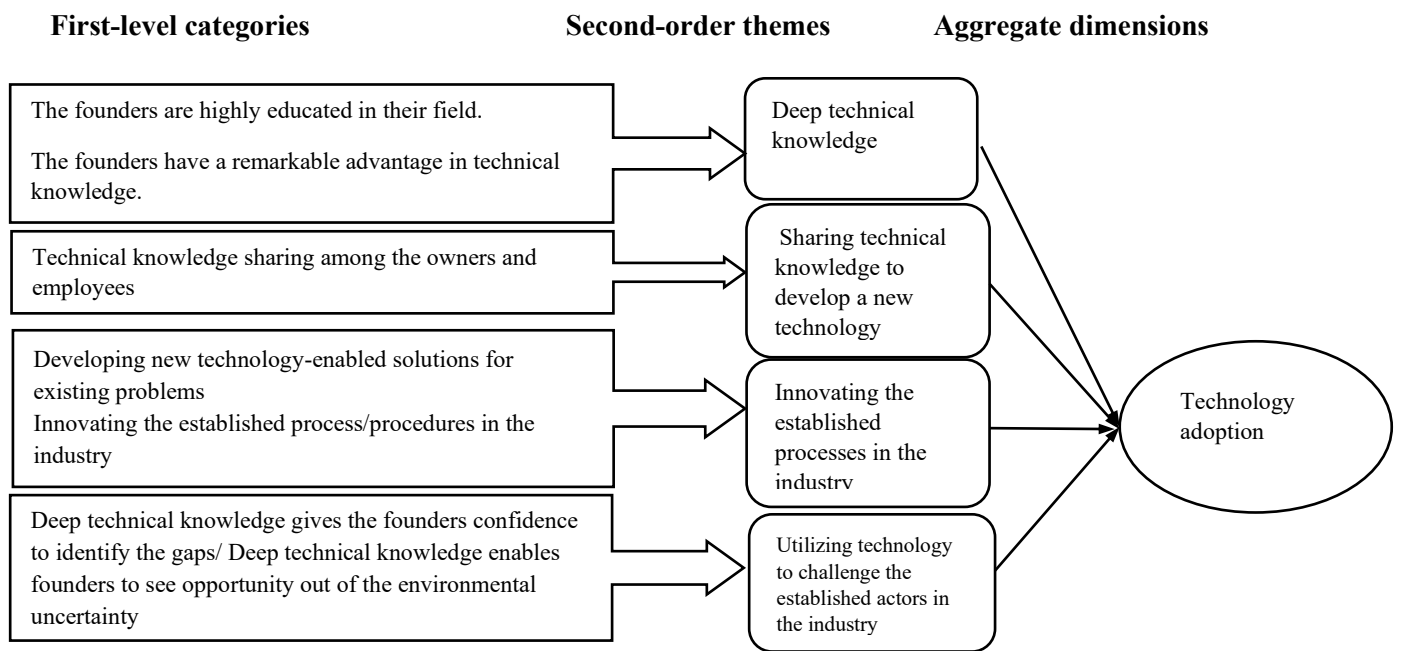 First-level categories
Second-order themes
Aggregate dimensions
The founders are highly educated in their field.
The founders have a remarkable advantage in technical
knowledge.
Deep technical
knowledge
Technical knowledge sharing among the owners and
employees
Sharing technical
knowledge to
develop a new
technology
Developing new technology-enabled solutions for
existing problems
Innovating the established process/procedures in the
industry
Innovating the
established
processes in the
industry
Deep technical knowledge gives the founders confidence
to identify the gaps/ Deep technical knowledge enables
founders to see opportunity out of the environmental
uncertainty
Utilizing technology
to challenge the
established actors in
the industry
Technology
adoption